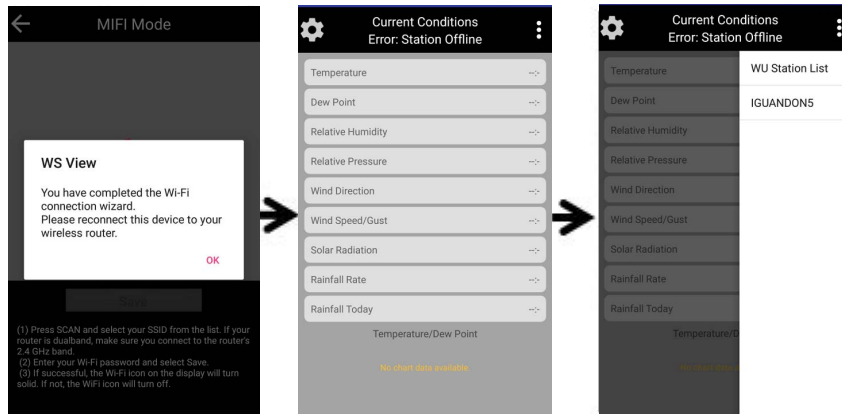 MIFI Mode
WS View
You have completed the Wi-Fi
connection wizard.
Please reconnect this device to your
wireless router.
OK
Save
(1) Press SCAN and select your SSID from the list. If your
router is dualband, make sure you connect to the router's
2.4 GHz band.
(2) Enter your Wi-Fi password and select Save.
(3) If successful, the Wi-Fi icon on the display will turn
solid. If not, the WiFi icon will turn off.
Current Conditions
Error: Station Offline
Temperature --:-
Dew Point --:-
Relative Humidity --:-
Relative Pressure --:-
Wind Direction --:-
Wind Speed/Gust --:-
Solar Radiation --:-
Rainfall Rate --:-
Rainfall Today --:-
Temperature/Dew Point
No chart data available.
Current Conditions
Error: Station Offline
WU Station List
IGUANDON5
Temperature
Dew Point
Relative Humidity
Relative Pressure
Wind Direction
Wind Speed/Gust
Solar Radiation
Rainfall Rate
Rainfall Today
Temperature/D